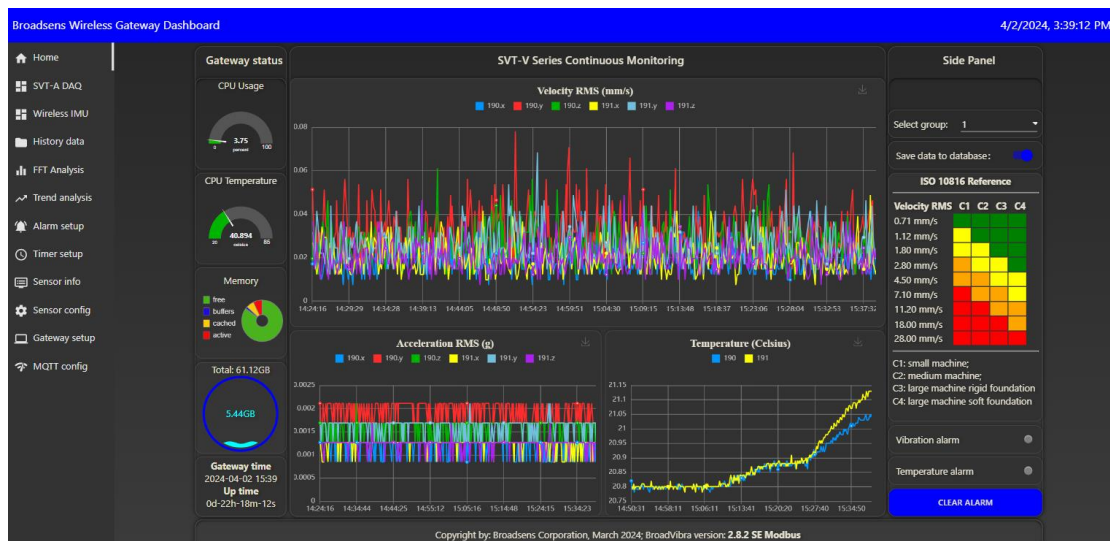 Broadsens Wireless Gateway Dashboard
4/2/2024, 3:39:12 PM
Home
SVT-A DAQ
Wireless IMU
History data
FFT Analysis
Trend analysis
Alarm setup
Timer setup
Sensor info
Sensor config
Gateway setup
MQTT config
Gateway status
CPU Usage
3.75
percent
0 100
CPU Temperature
40.894
celsius
20 85
Memory
free
buffers
cached
active
Total: 61.12GB
5.44GB
Gateway time
2024-04-02 15:39
Up time
0d-22h-18m-12s
SVT-V Series Continuous Monitoring
Velocity RMS (mm/s)
190.x 190.y 190.z 191.x 191.y 191.z
0.08
0.06
0.04
0.02
0
14:24:16 14:29:29 14:34:28 14:39:13 14:44:05 14:48:50 14:54:23 14:59:51 15:04:30 15:09:15 15:13:48 15:18:37 15:23:06 15:28:04 15:32:53 15:37:32
Acceleration RMS (g)
190.x 190.y 190.z 191.x 191.y 191.z
0.0025
0.002
0.0015
0.001
0.0005
0
14:24:16 14:34:44 14:44:25 14:55:12 15:05:16 15:14:48 15:24:15 15:34:23
Temperature (Celsius)
190 191
21.15
21.1
21.05
21
20.95
20.9
20.85
20.8
20.75
14:50:31 14:58:11 15:06:11 15:13:41 15:20:20 15:27:40 15:34:50
Side Panel
Select group: 1
Save data to database:
ISO 10816 Reference
Velocity RMS C1 C2 C3 C4
0.71 mm/s
1.12 mm/s
1.80 mm/s
2.80 mm/s
4.50 mm/s
7.10 mm/s
11.20 mm/s
18.00 mm/s
28.00 mm/s
C1: small machine;
C2: medium machine;
C3: large machine rigid foundation
C4: large machine soft foundation
Vibration alarm
Temperature alarm
CLEAR ALARM
Copyright by: Broadsens Corporation, March 2024; BroadVibra version: 2.8.2 SE Modbus